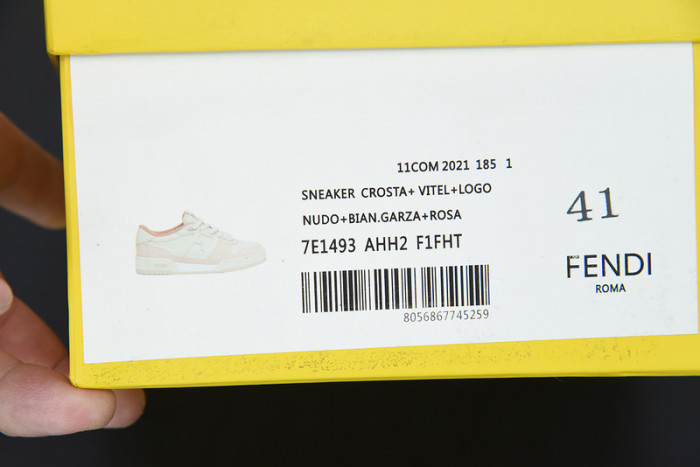 11COM 2021 185 1
SNEAKER CROSTA+ VITEL+LOGO
NUDO+BIAN.GARZA+ROSA
7E1493 AHH2 F1FHT
8056867745259
41
FENDI
ROMA